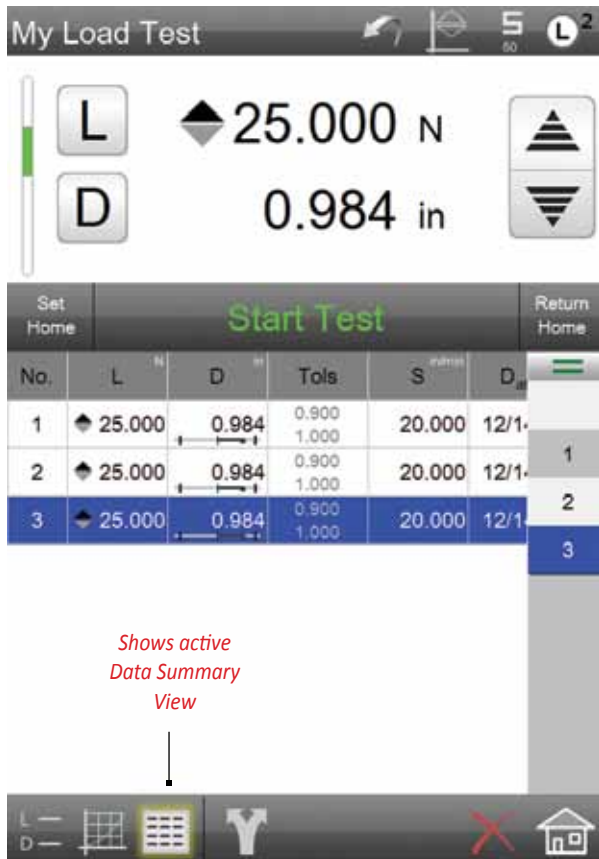 My Load Test
50
L 2
L 25.000 N
D 0.984 in
Set
Home
Start Test
Return
Home
No. L N D in Tols S in/min D
1 25.000 0.984 0.900 1.000 20.000 12/1
2 25.000 0.984 0.900 1.000 20.000 12/1
3 25.000 0.984 0.900 1.000 20.000 12/1
1
2
3
Shows active
Data Summary
View
L
D